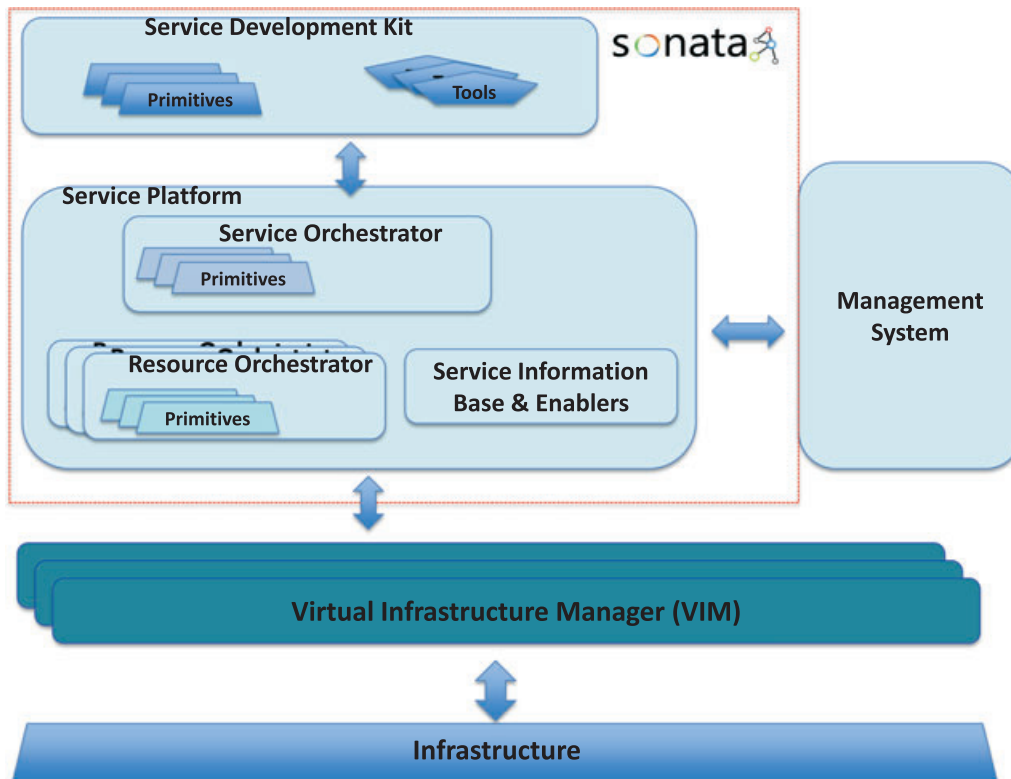 Service Development Kit
sonata
Primitives
Tools
Service Platform
Service Orchestrator
Primitives
Resource Orchestrator
Primitives
Service Information
Base & Enablers
Management
System
Virtual Infrastructure Manager (VIM)
Infrastructure